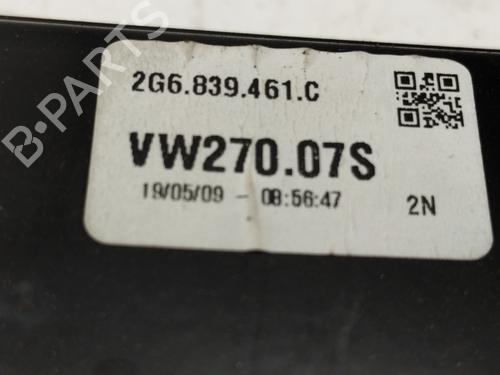 2G6.839.461.C
VW270.07S
19/05/09 - 08:56:47
2N
B-PARTS